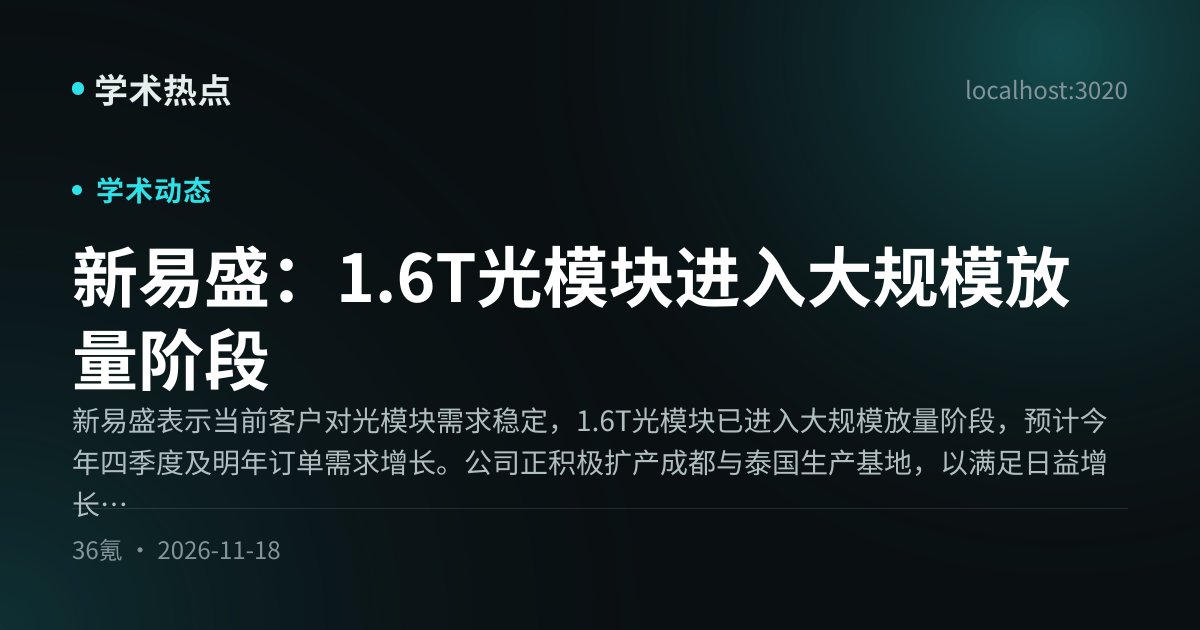 学术热点
localhost:3020
学术动态
新易盛：1.6T光模块进入大规模放
量阶段
新易盛表示当前客户对光模块需求稳定，1.6T光模块已进入大规模放量阶段，预计今
年四季度及明年订单需求增长。公司正积极扩产成都与泰国生产基地，以满足日益增
长…
36氪 · 2026-11-18